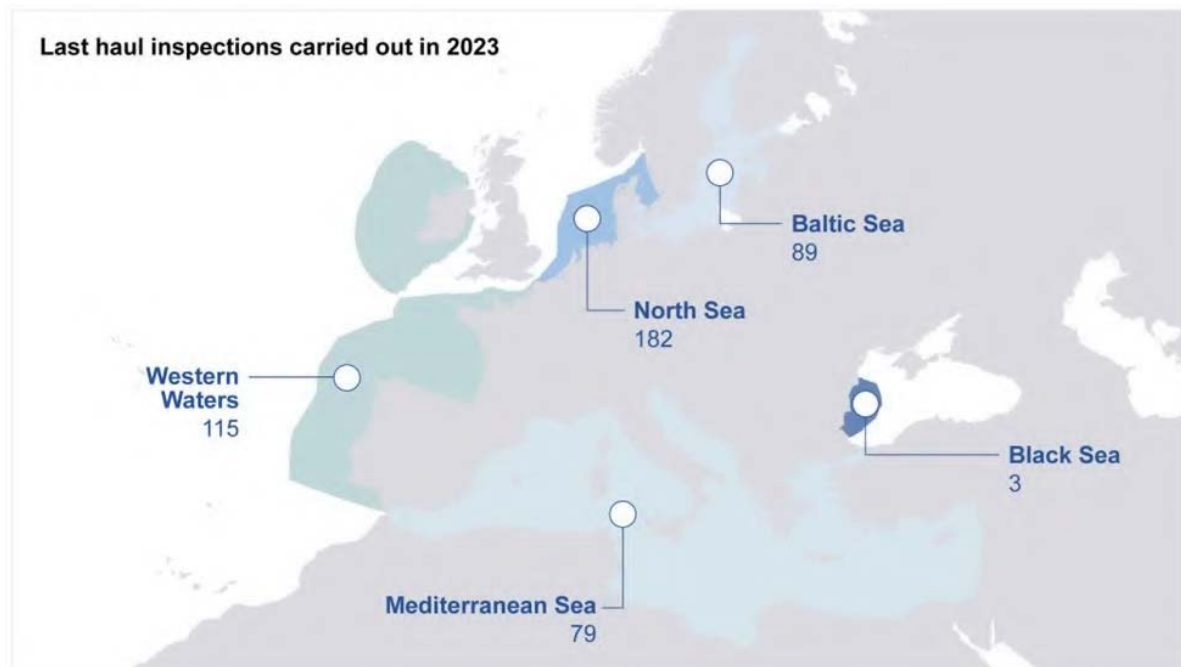 Last haul inspections carried out in 2023
Baltic Sea
89
North Sea
182
Western
Waters
115
Black Sea
3
Mediterranean Sea
79